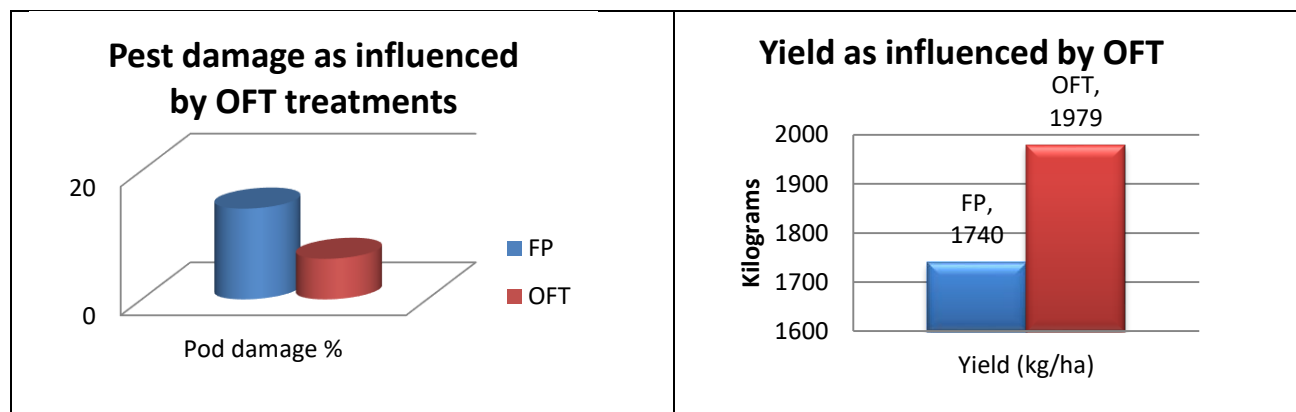 Pest damage as influenced
by OFT treatments
20
0
Pod damage %
FP
OFT
Yield as influenced by OFT
OFT,
1979
FP,
1740
2000
1900
1800
1700
1600
Kilograms
Yield (kg/ha)